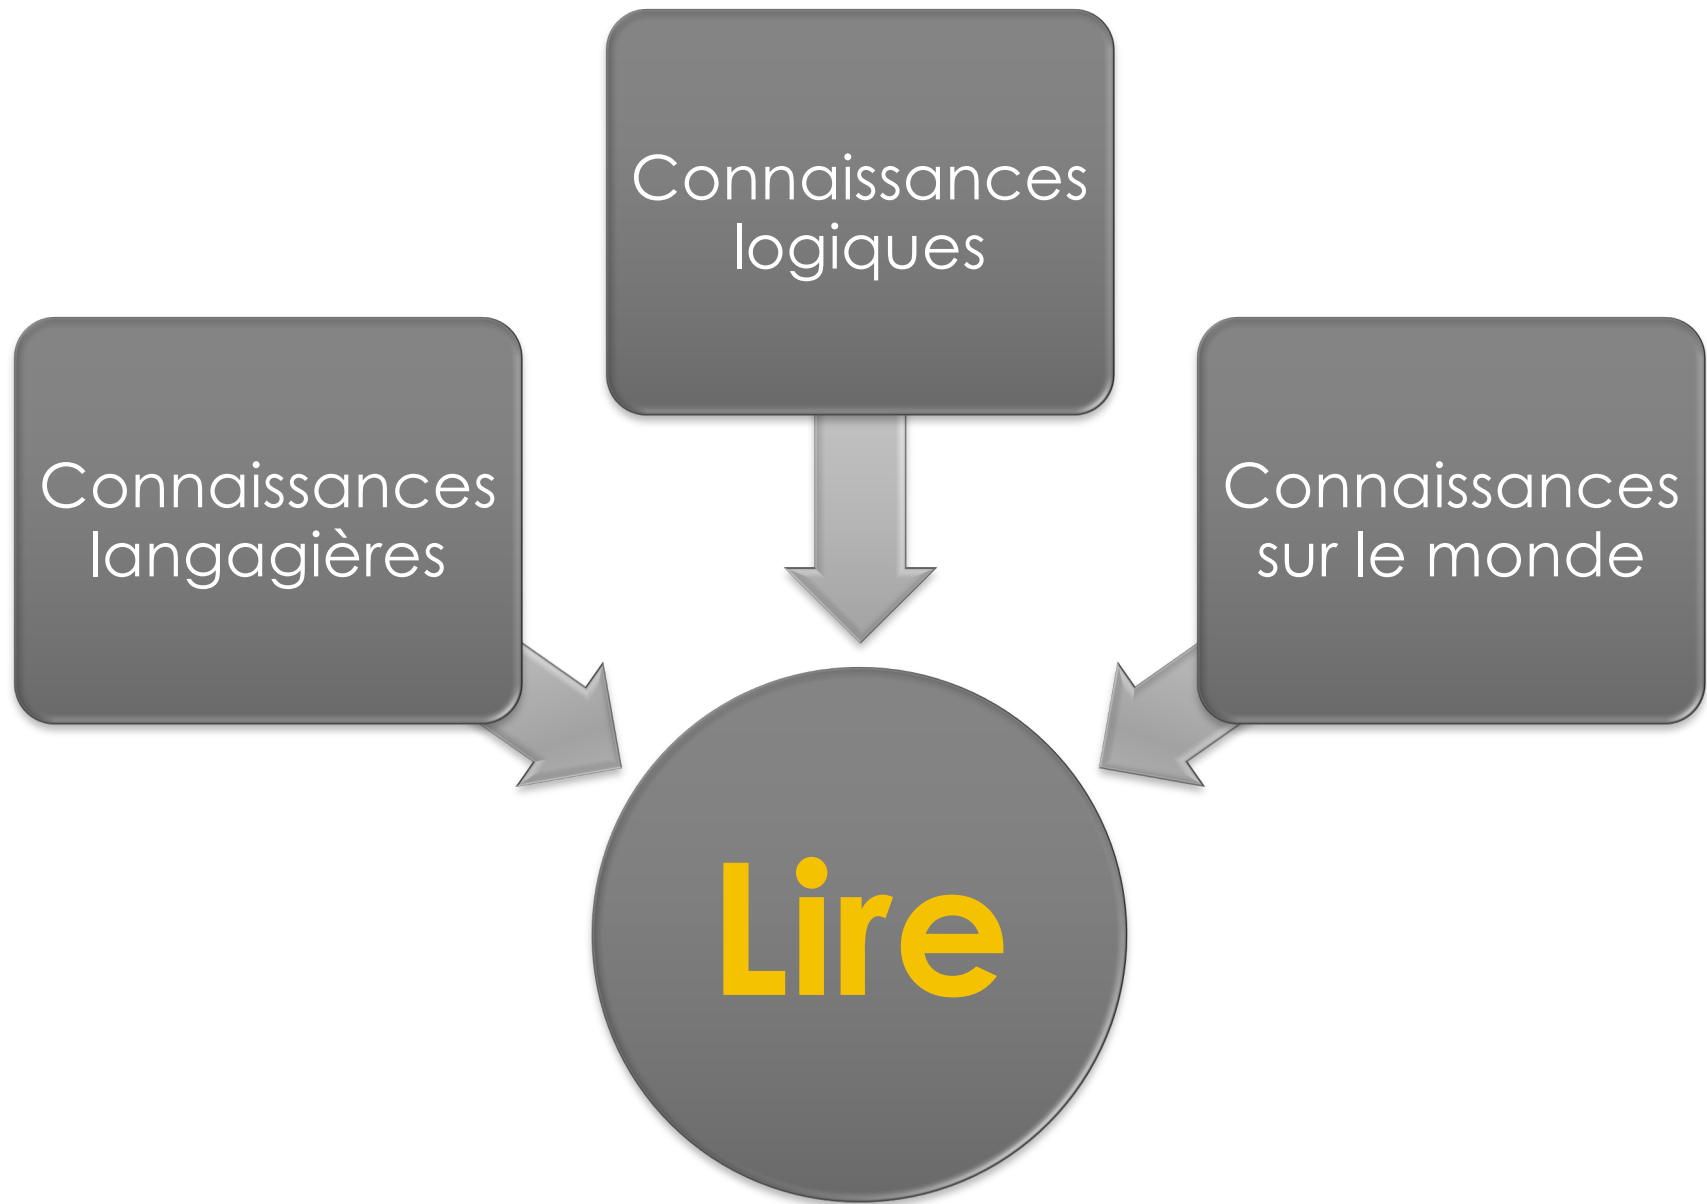 Connaissances
logiques
Connaissances
langagières
Connaissances
sur le monde
Lire